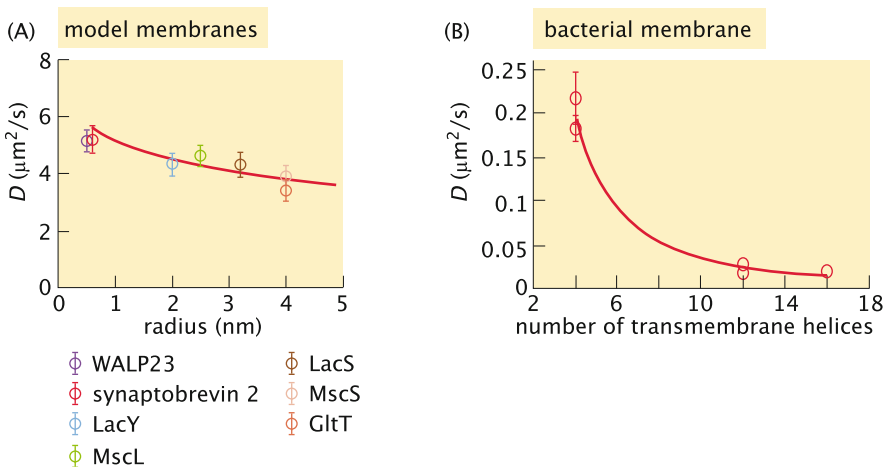 (A) model membranes
8
6
4
2
0
D (μm²/s)
0 1 2 3 4 5
radius (nm)
WALP23
synaptobrevin 2
LacY
MscL
LacS
MscS
GltT
(B) bacterial membrane
0.25
0.2
0.15
0.1
0.05
0
D (μm²/s)
2 6 10 14 18
number of transmembrane helices